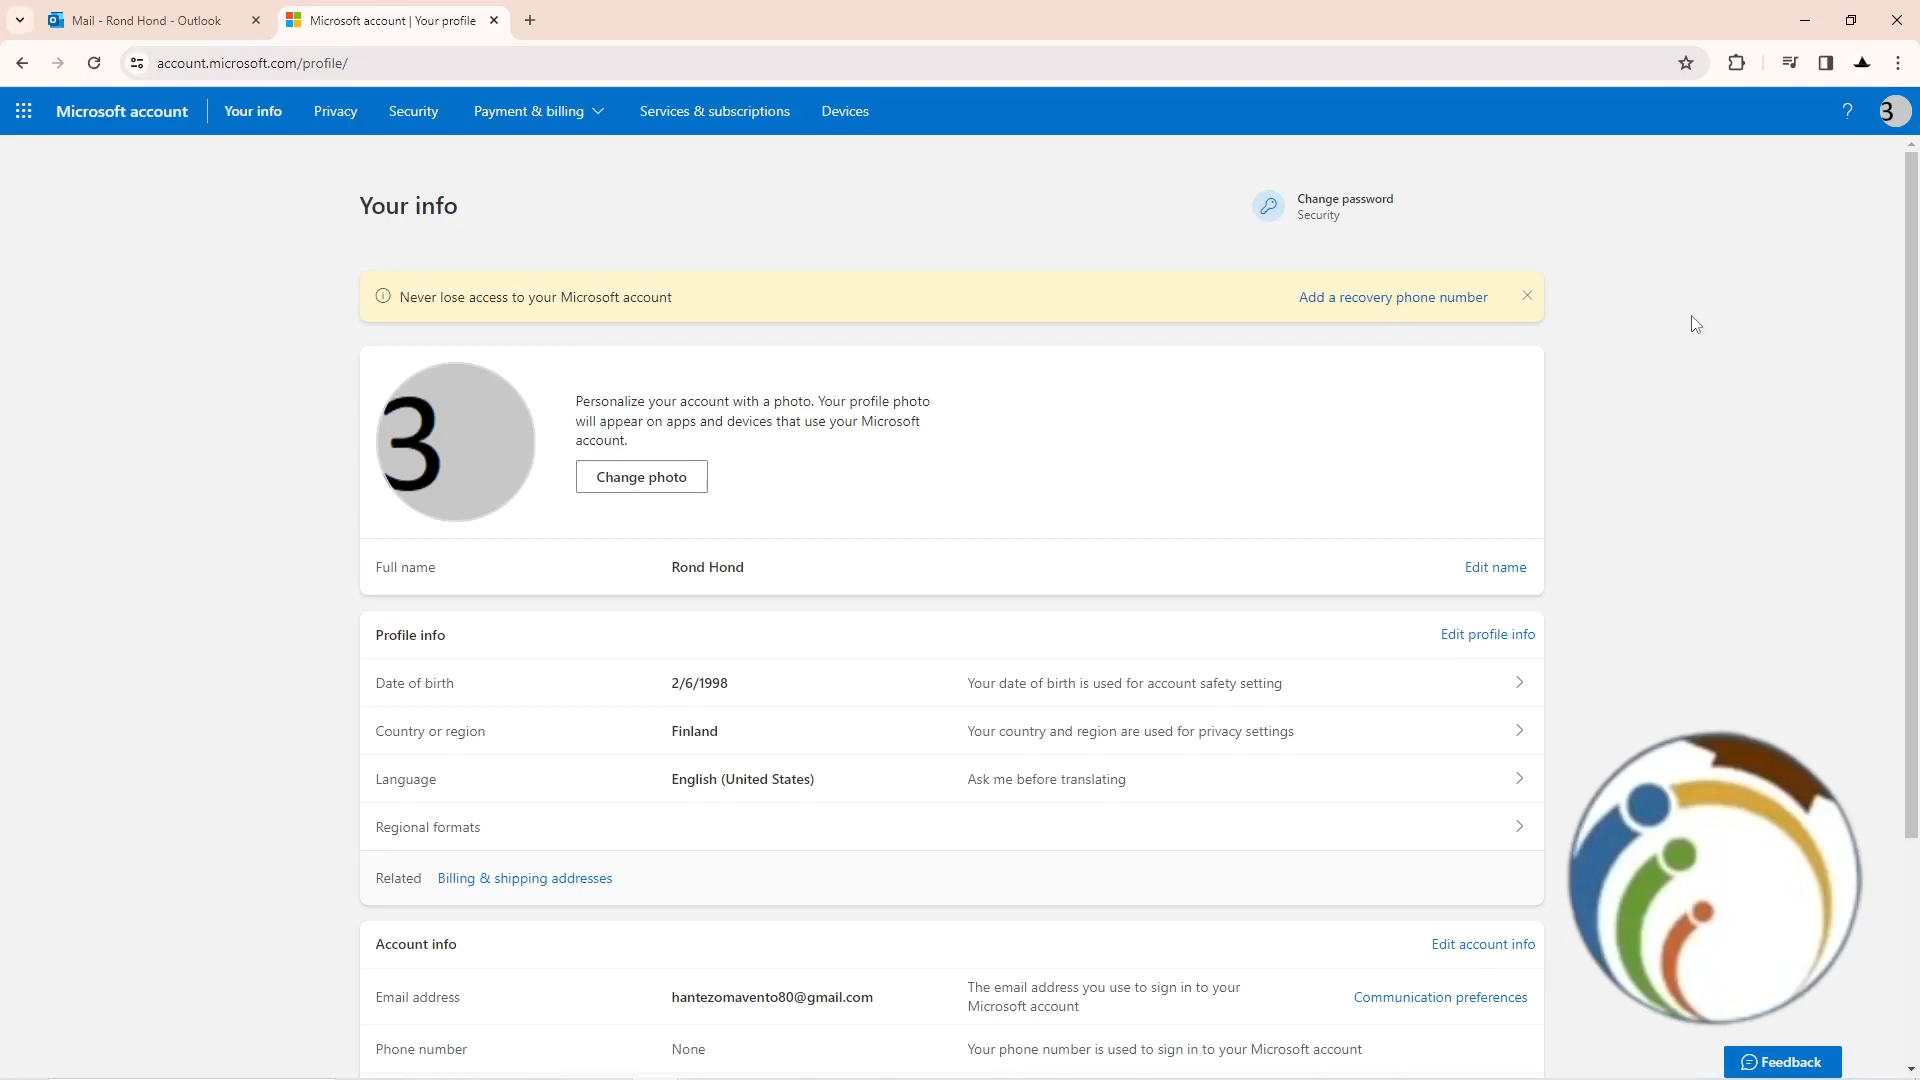 Mail - Rond Hond - Outlook
Microsoft account | Your profile
account.microsoft.com/profile/
Microsoft account
Your info
Privacy
Security
Payment & billing
Services & subscriptions
Devices
?
3
Your info
Change password
Security
Never lose access to your Microsoft account
Add a recovery phone number
3
Personalize your account with a photo. Your profile photo
will appear on apps and devices that use your Microsoft
account.
Change photo
Full name
Rond Hond
Edit name
Profile info
Edit profile info
Date of birth
2/6/1998
Your date of birth is used for account safety setting
Country or region
Finland
Your country and region are used for privacy settings
Language
English (United States)
Ask me before translating
Regional formats
Related
Billing & shipping addresses
Account info
Edit account info
Email address
hantezomavento80@gmail.com
The email address you use to sign in to your
Microsoft account
Communication preferences
Phone number
None
Your phone number is used to sign in to your Microsoft account
Feedback